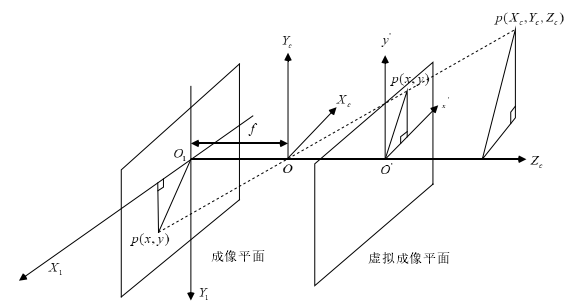 p(X_c,Y_c,Z_c)
Y_c
y'
p(x,y)
X_c
x'
f
O_1
O
O'
Z_c
p(x,y)
成像平面
虚拟成像平面
X_1
Y_1